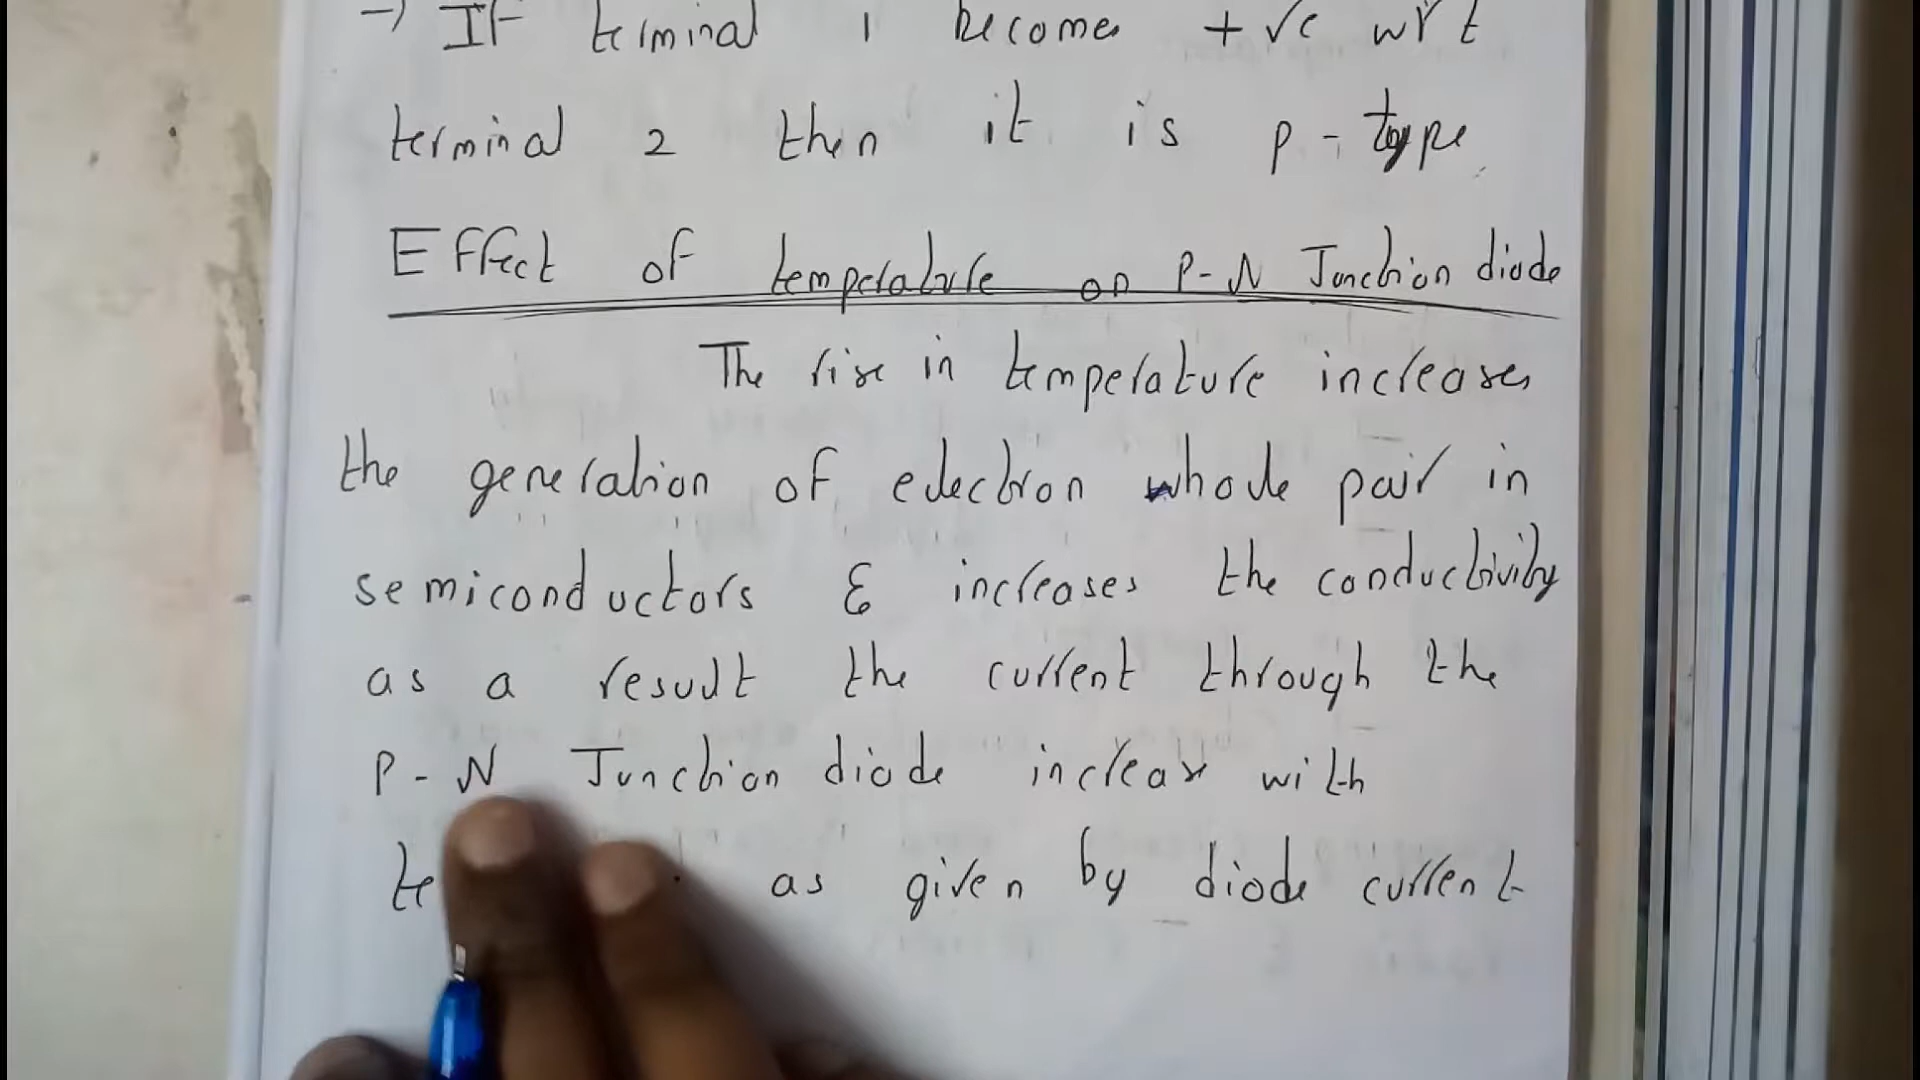 → If terminal 1 becomes +ve wrt
terminal 2 then it is p-type
Effect of temperature on P-N Junction diode
The rise in temperature increases
the generation of electron whole pair in
semiconductors & increases the conductivity
as a result the current through the
P-N Junction diode increase with
as given by diode current